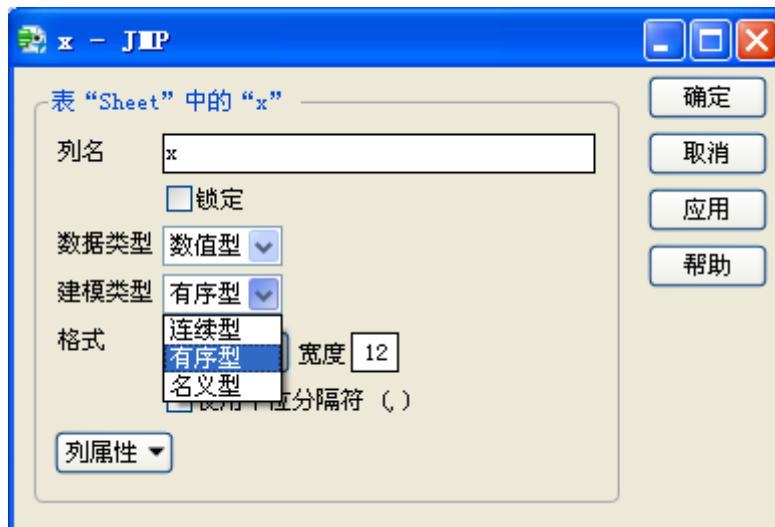 x - JMP
表“Sheet”中的“x”
确定
列名 x
取消
锁定
应用
数据类型 数值型
帮助
建模类型 有序型
连续型
格式
有序型
宽度 12
名义型
分隔符 (,)
列属性